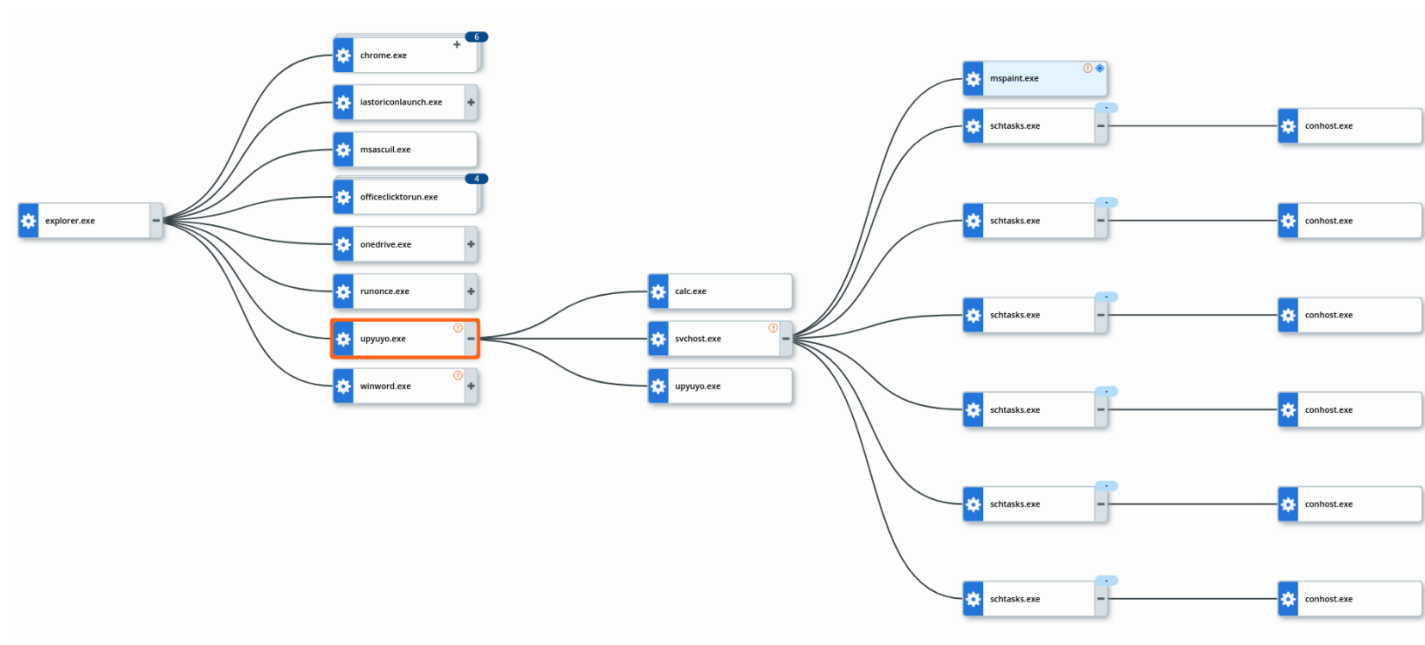 6
chrome.exe
iastoriconlaunch.exe
msascuil.exe
4
officeclicktorun.exe
explorer.exe
onedrive.exe
runonce.exe
upyuyo.exe
winword.exe
calc.exe
svchost.exe
upyuyo.exe
mspaint.exe
schtasks.exe
conhost.exe
schtasks.exe
conhost.exe
schtasks.exe
conhost.exe
schtasks.exe
conhost.exe
schtasks.exe
conhost.exe
schtasks.exe
conhost.exe